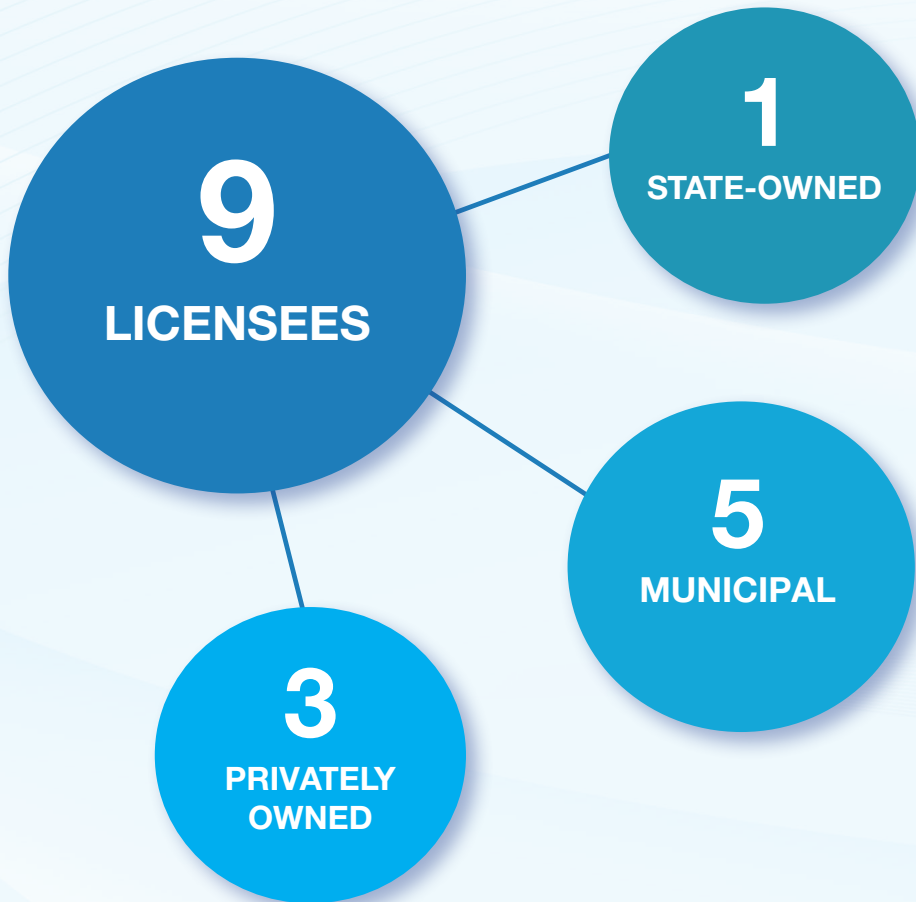 9
LICENSEES
1
STATE-OWNED
5
MUNICIPAL
3
PRIVATELY
OWNED